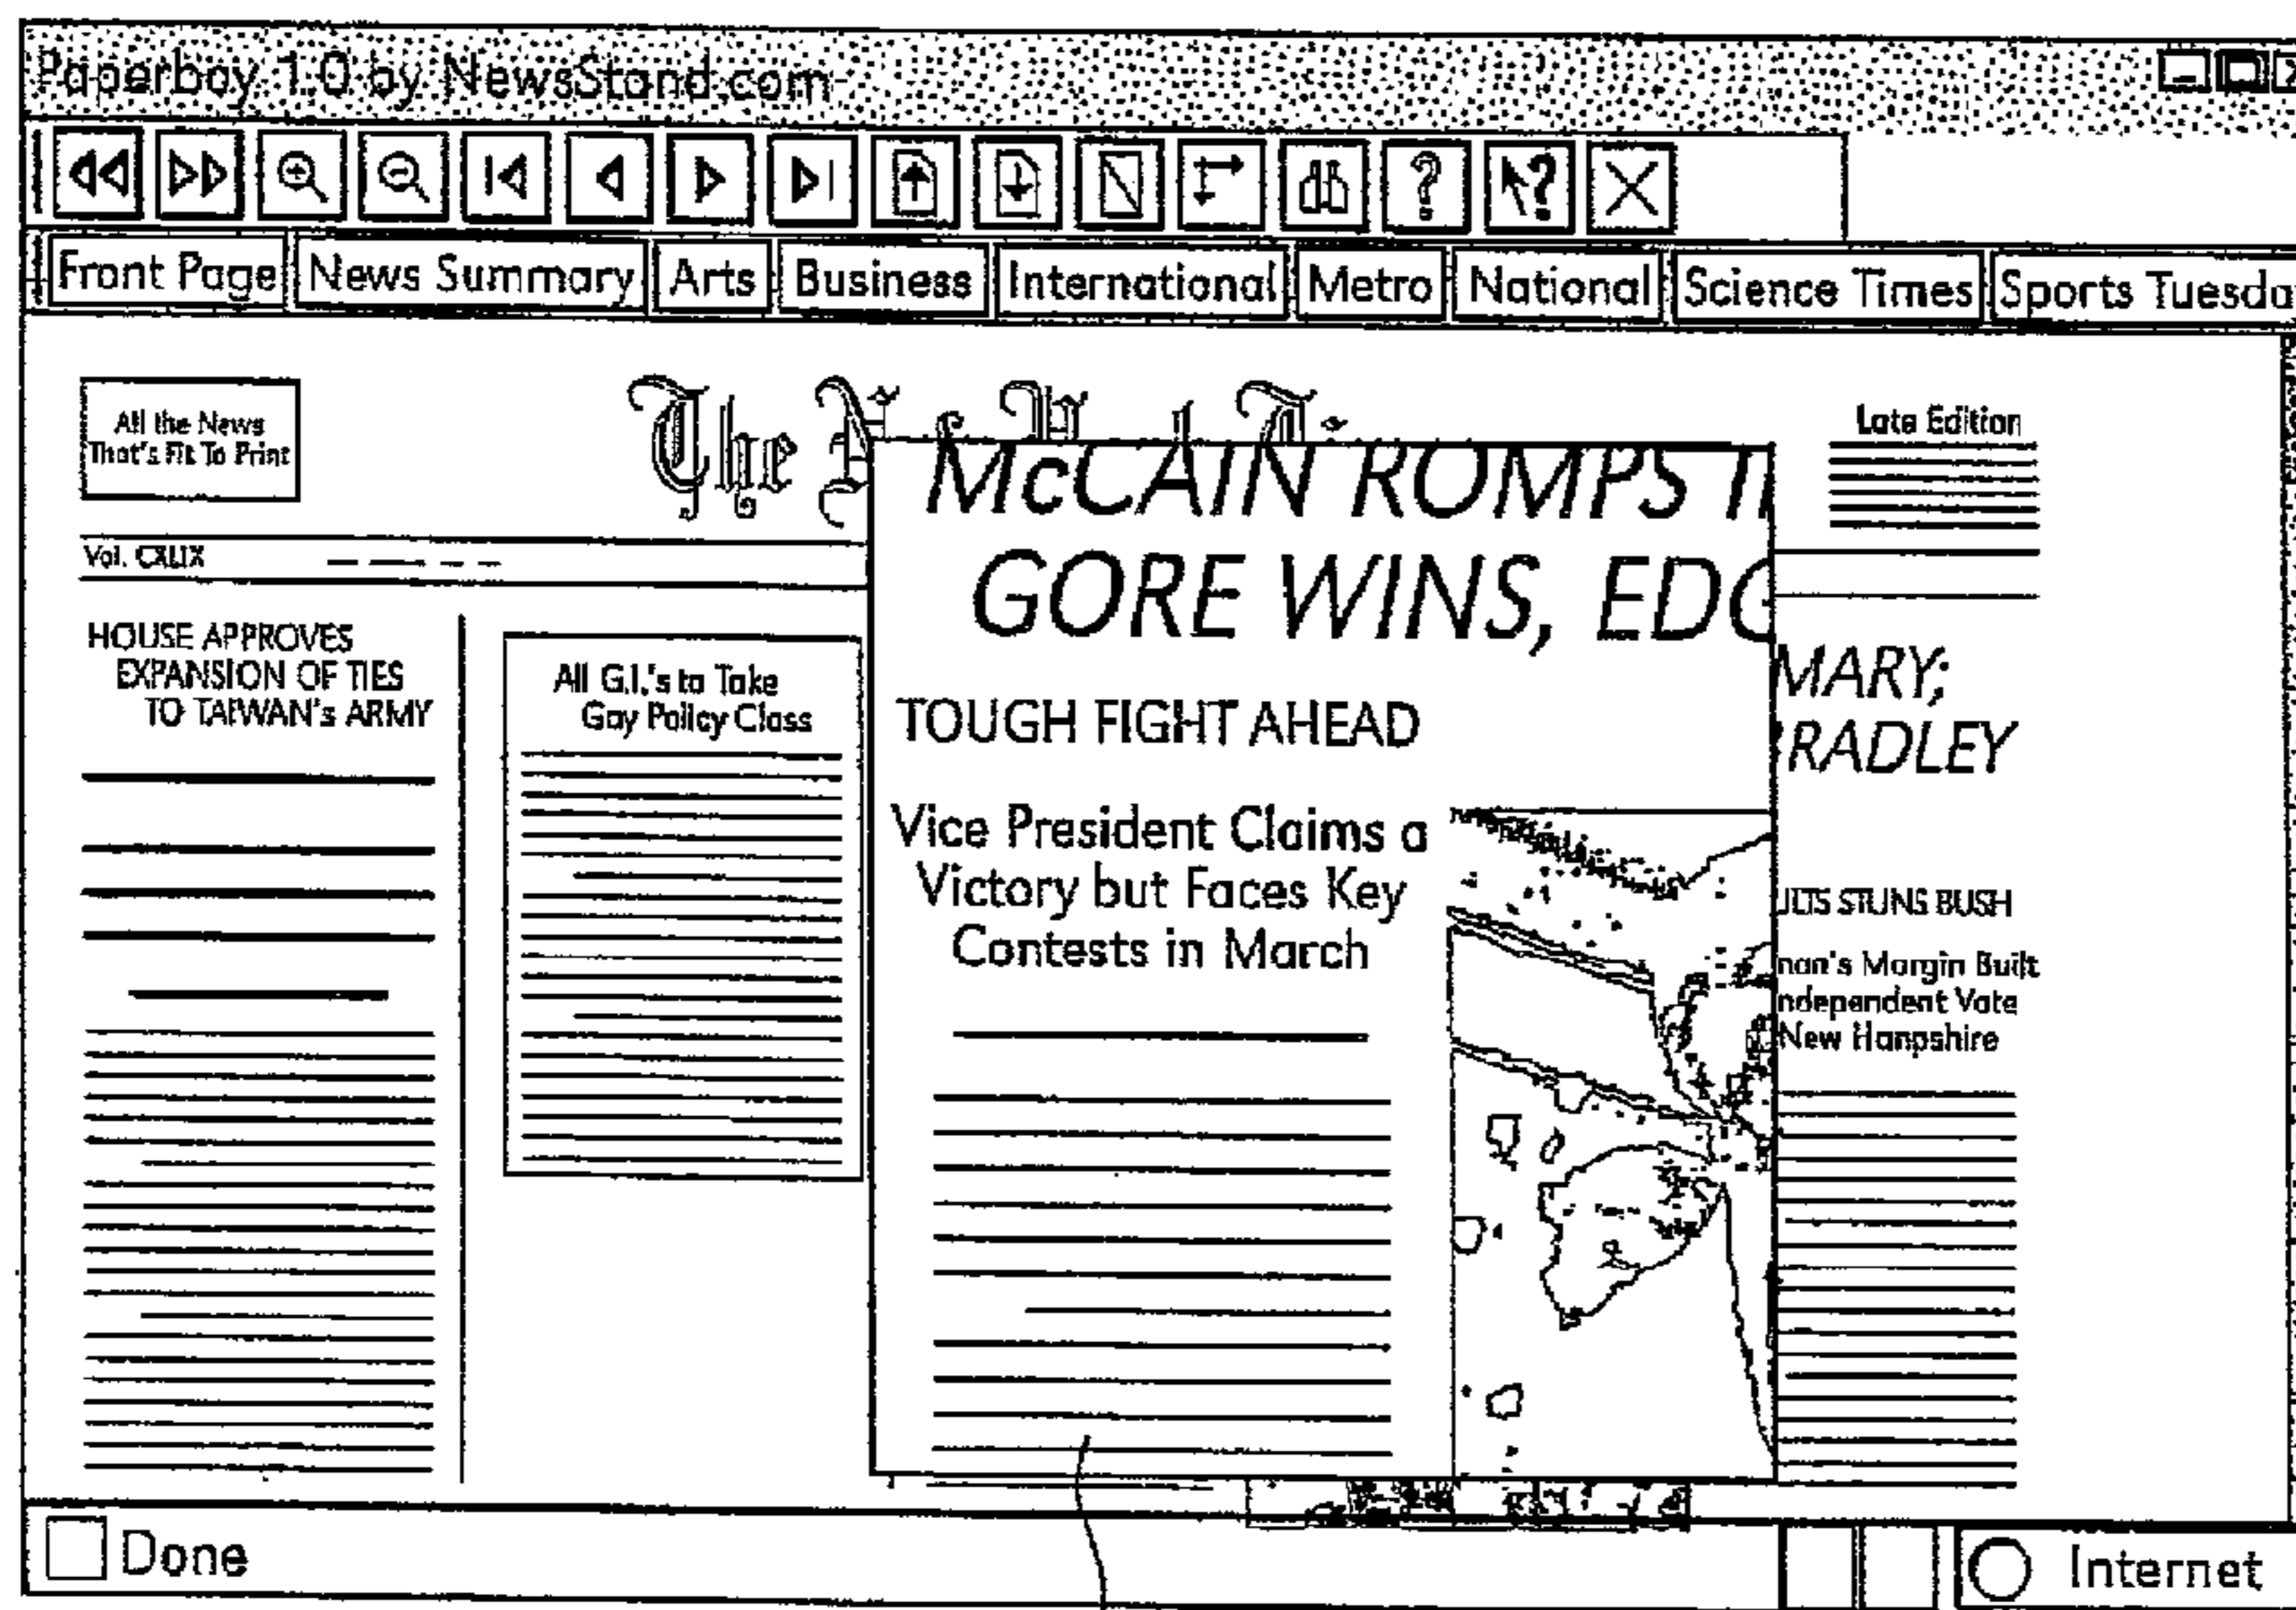 Paperboy 1.0 by NewsStand.com
Front Page News Summary Arts Business International Metro National Science Times Sports Tuesda
All the News
That's Fit To Print
The
Late Edition
Vol. CXLIX
HOUSE APPROVES
EXPANSION OF TIES
TO TAIWAN's ARMY
All G.I.'s to Take
Gay Policy Class
McCAIN ROMPS
GORE WINS, EDG
TOUGH FIGHT AHEAD
Vice President Claims a
Victory but Faces Key
Contests in March
MARY;
RADLEY
ULTS STUNS BUSH
nan's Margin Built
ndependent Vote
New Hanpshire
Done
Internet